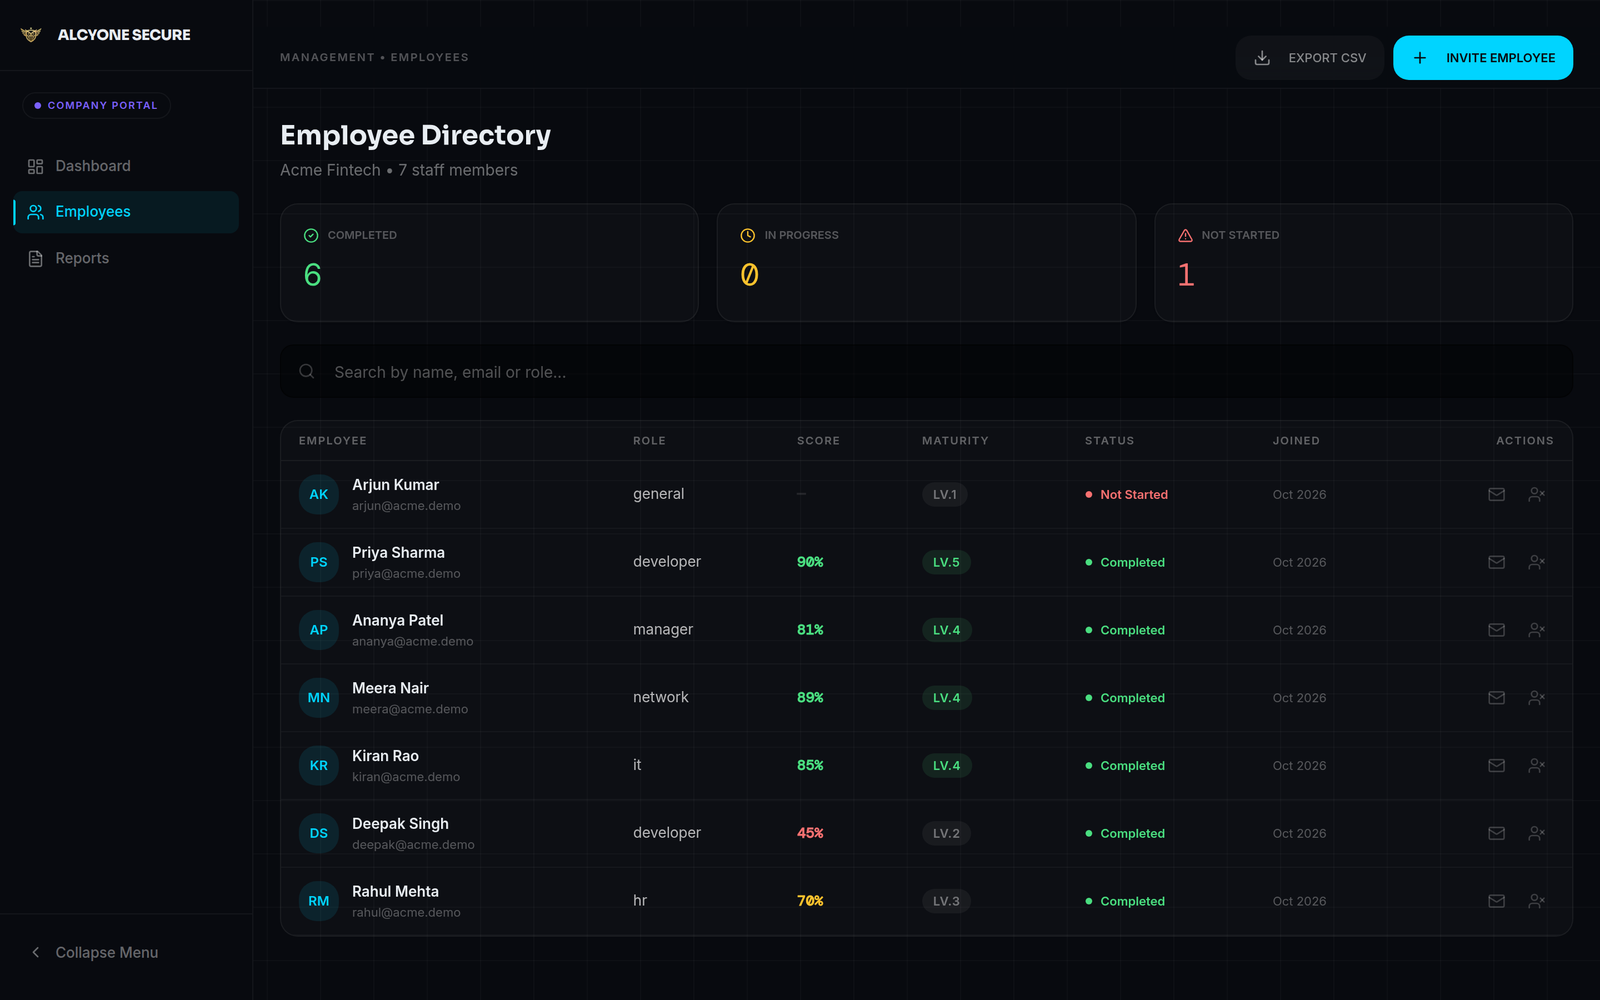 ALCYONE SECURE
COMPANY PORTAL
Dashboard
Employees
Reports
Collapse Menu
MANAGEMENT • EMPLOYEES
EXPORT CSV
INVITE EMPLOYEE
Employee Directory
Acme Fintech • 7 staff members
COMPLETED
6
IN PROGRESS
0
NOT STARTED
1
Search by name, email or role...
EMPLOYEE ROLE SCORE MATURITY STATUS JOINED ACTIONS
AK Arjun Kumar general – LV.1 Not Started Oct 2026
arjun@acme.demo
PS Priya Sharma developer 90% LV.5 Completed Oct 2026
priya@acme.demo
AP Ananya Patel manager 81% LV.4 Completed Oct 2026
ananya@acme.demo
MN Meera Nair network 89% LV.4 Completed Oct 2026
meera@acme.demo
KR Kiran Rao it 85% LV.4 Completed Oct 2026
kiran@acme.demo
DS Deepak Singh developer 45% LV.2 Completed Oct 2026
deepak@acme.demo
RM Rahul Mehta hr 70% LV.3 Completed Oct 2026
rahul@acme.demo